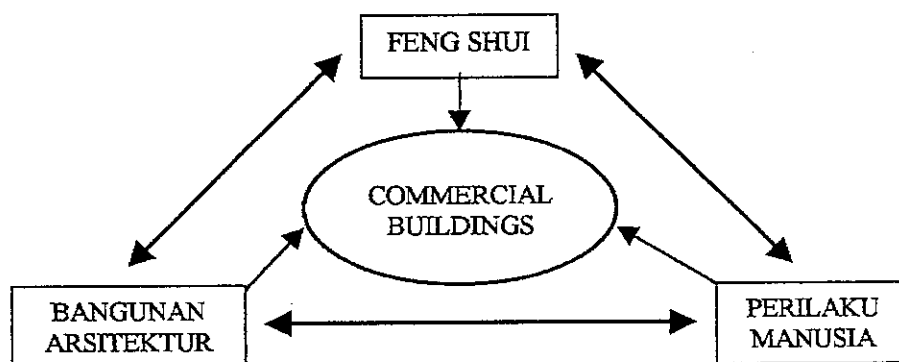 FENG SHUI
COMMERCIAL
BUILDINGS
BANGUNAN
ARSITEKTUR
PERILAKU
MANUSIA